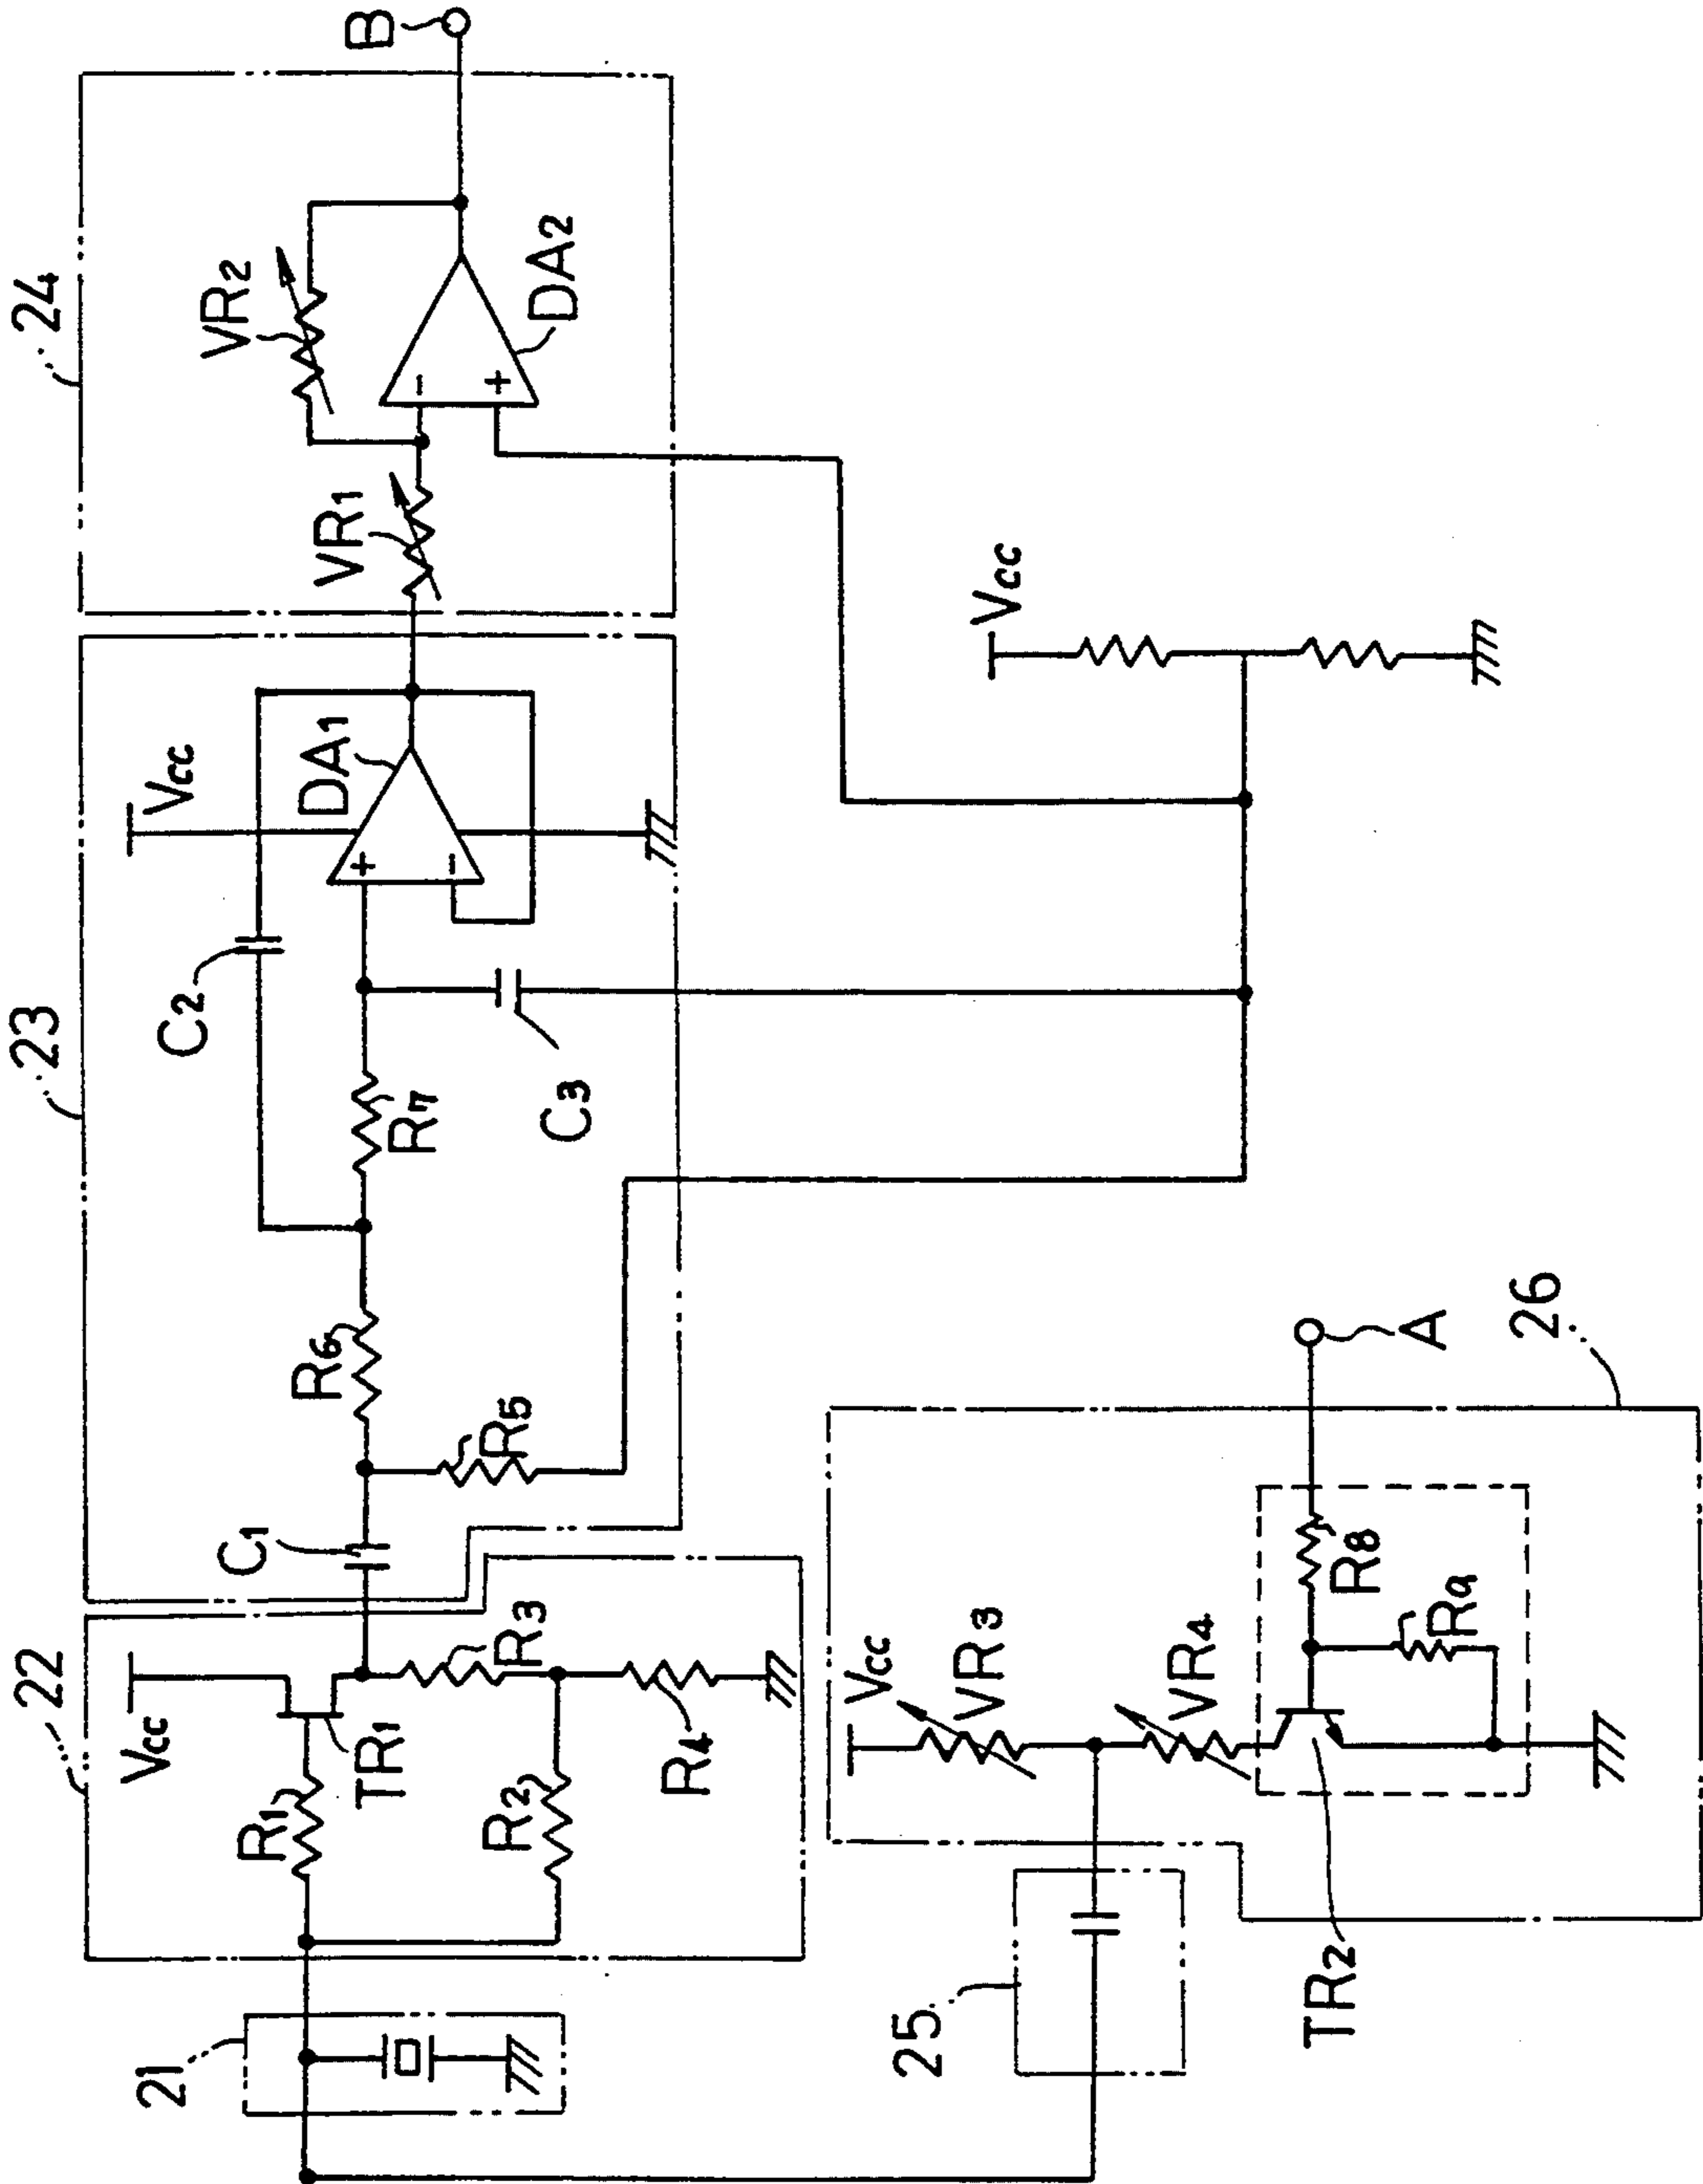 21
22
Vcc
R1
TR1
R2
R3
R4
23
C1
R5
R6
R7
C2
C3
Vcc
DA1
+
-
24
VR1
VR2
-
+
DA2
B
Vcc
25
26
Vcc
VR3
VR4
TR2
R8
R9
A